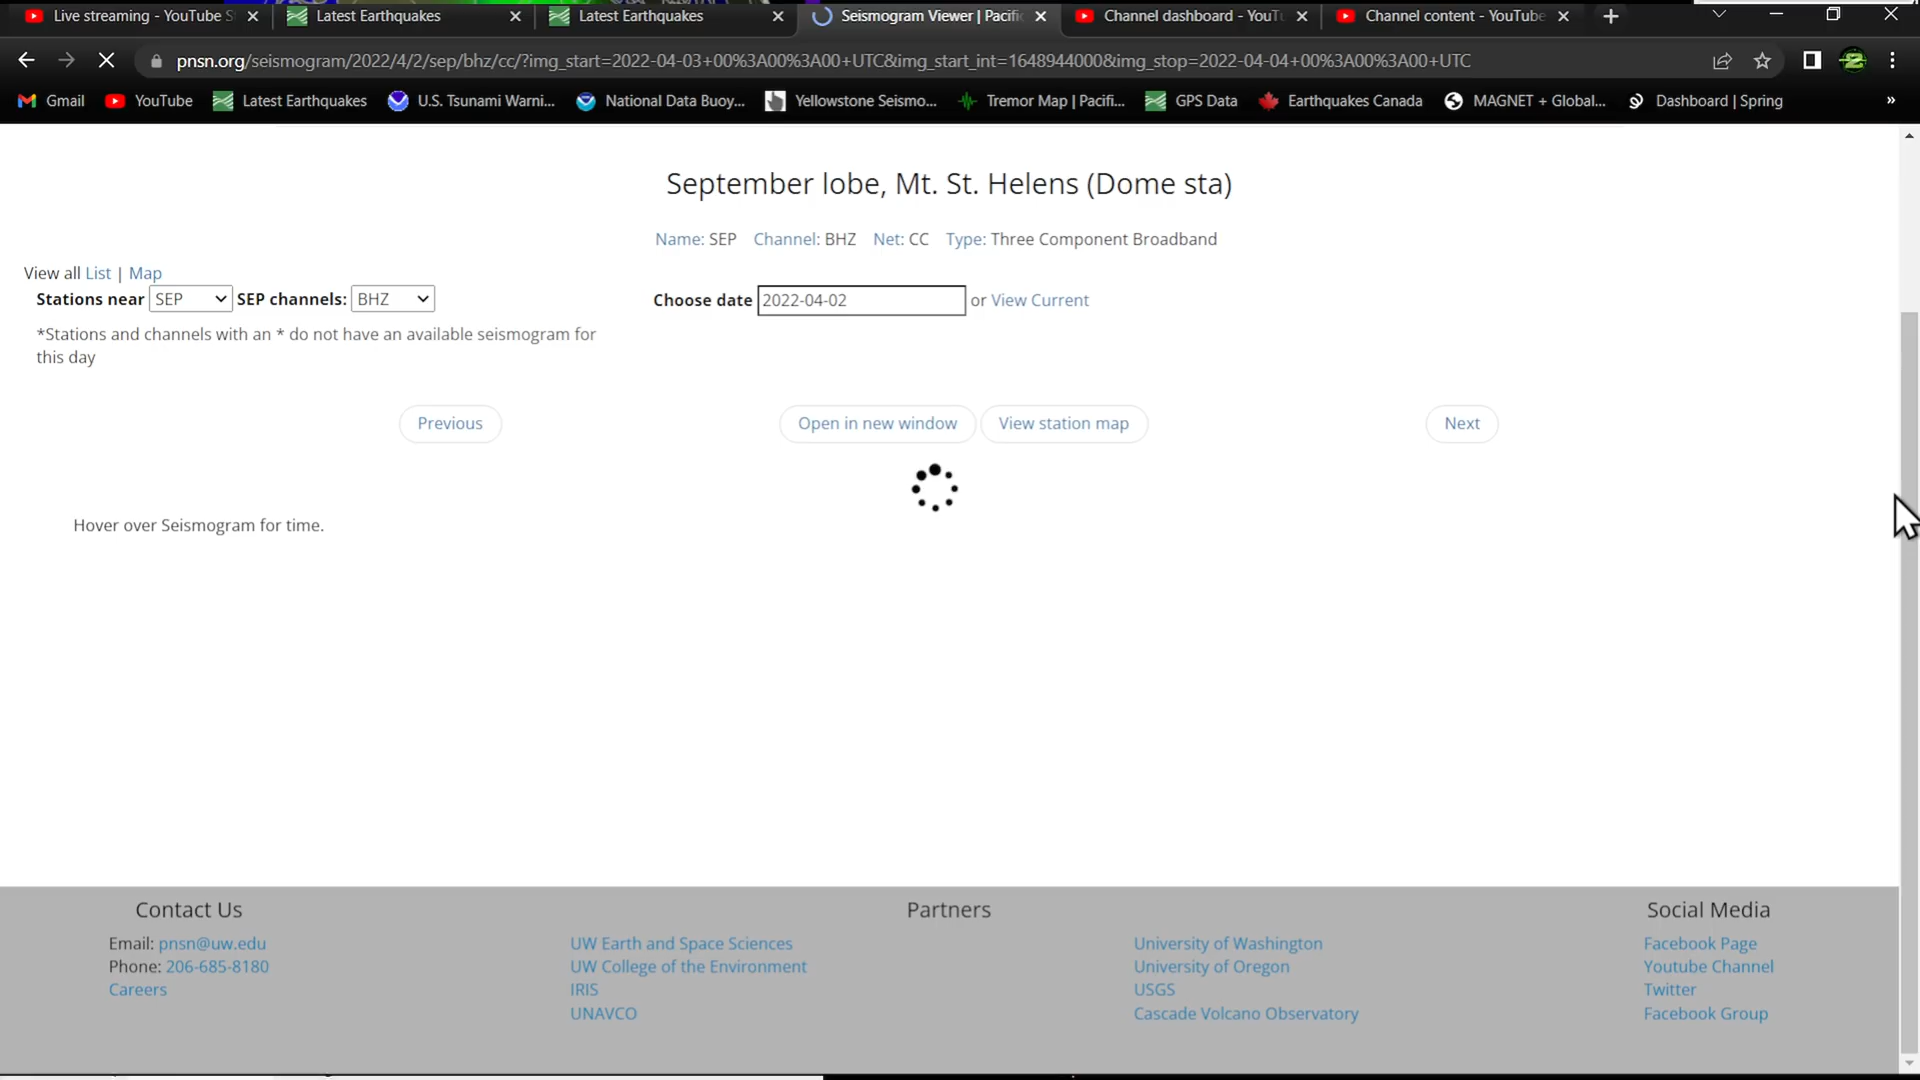 Live streaming - YouTube S
Latest Earthquakes
Latest Earthquakes
Seismogram Viewer | Pacific
Channel dashboard - YouTu
Channel content - YouTube
pnsn.org/seismogram/2022/4/2/sep/bhz/cc/?img_start=2022-04-03+00%3A00%3A00+UTC&img_start_int=1648944000&img_stop=2022-04-04+00%3A00%3A00+UTC
Gmail
YouTube
Latest Earthquakes
U.S. Tsunami Warni...
National Data Buoy...
Yellowstone Seismo...
Tremor Map | Pacifi...
GPS Data
Earthquakes Canada
MAGNET + Global...
Dashboard | Spring
»
September lobe, Mt. St. Helens (Dome sta)
Name: SEP Channel: BHZ Net: CC Type: Three Component Broadband
View all List | Map
Stations near SEP SEP channels: BHZ
Choose date 2022-04-02 or View Current
*Stations and channels with an * do not have an available seismogram for
this day
Previous
Open in new window
View station map
Next
Hover over Seismogram for time.
Contact Us
Email: pnsn@uw.edu
Phone: 206-685-8180
Careers
Partners
UW Earth and Space Sciences
UW College of the Environment
IRIS
UNAVCO
University of Washington
University of Oregon
USGS
Cascade Volcano Observatory
Social Media
Facebook Page
Youtube Channel
Twitter
Facebook Group